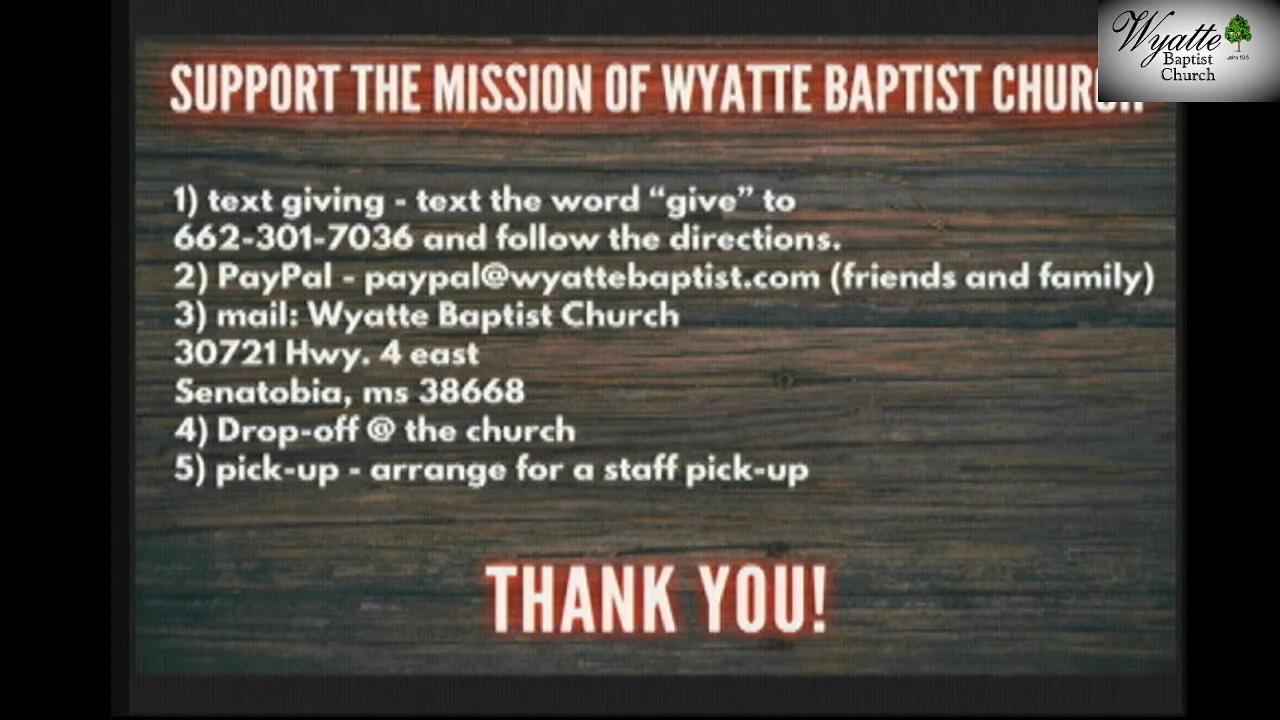 Wyatte
Baptist
Church
SUPPORT THE MISSION OF WYATTE BAPTIST CHURCH
1) text giving - text the word “give” to
662-301-7036 and follow the directions.
2) PayPal - paypal@wyattebaptist.com (friends and family)
3) mail: Wyatte Baptist Church
30721 Hwy. 4 east
Senatobia, ms 38668
4) Drop-off @ the church
5) pick-up - arrange for a staff pick-up
THANK YOU!